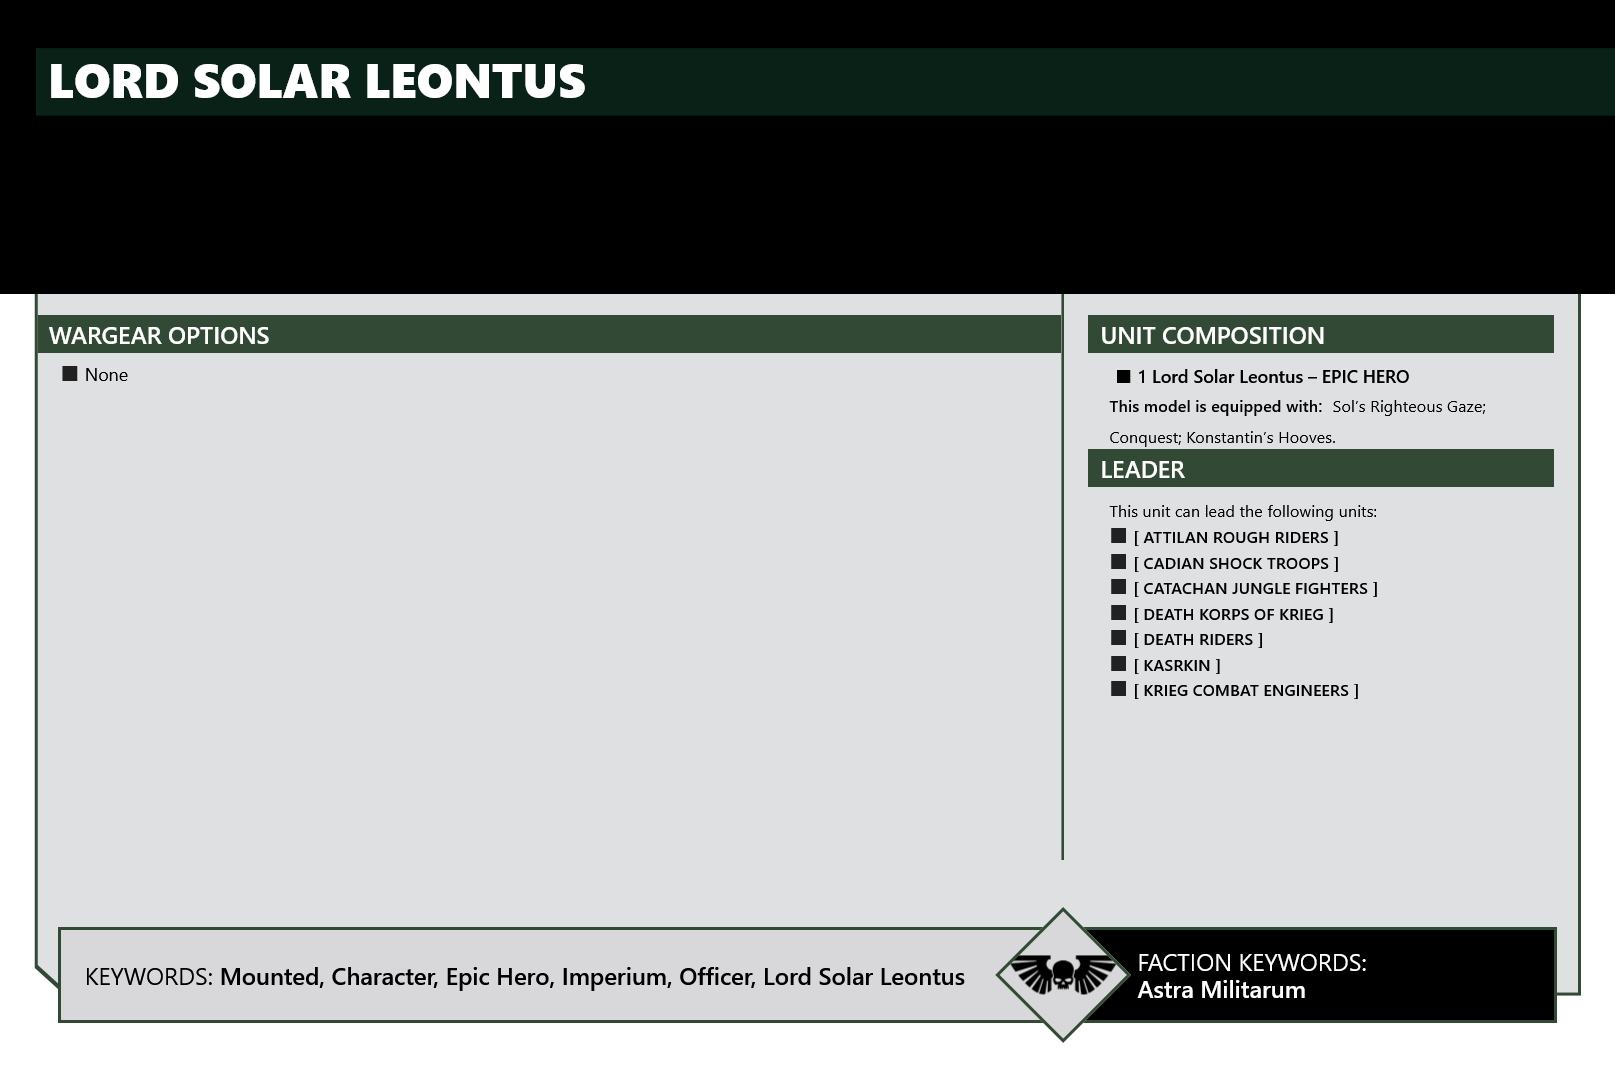 LORD SOLAR LEONTUS
WARGEAR OPTIONS
■ None
UNIT COMPOSITION
■ 1 Lord Solar Leontus – EPIC HERO
This model is equipped with: Sol’s Righteous Gaze;
Conquest; Konstantin’s Hooves.
LEADER
This unit can lead the following units:
■ [ ATTILAN ROUGH RIDERS ]
■ [ CADIAN SHOCK TROOPS ]
■ [ CATACHAN JUNGLE FIGHTERS ]
■ [ DEATH KORPS OF KRIEG ]
■ [ DEATH RIDERS ]
■ [ KASRKIN ]
■ [ KRIEG COMBAT ENGINEERS ]
KEYWORDS: Mounted, Character, Epic Hero, Imperium, Officer, Lord Solar Leontus
FACTION KEYWORDS:
Astra Militarum